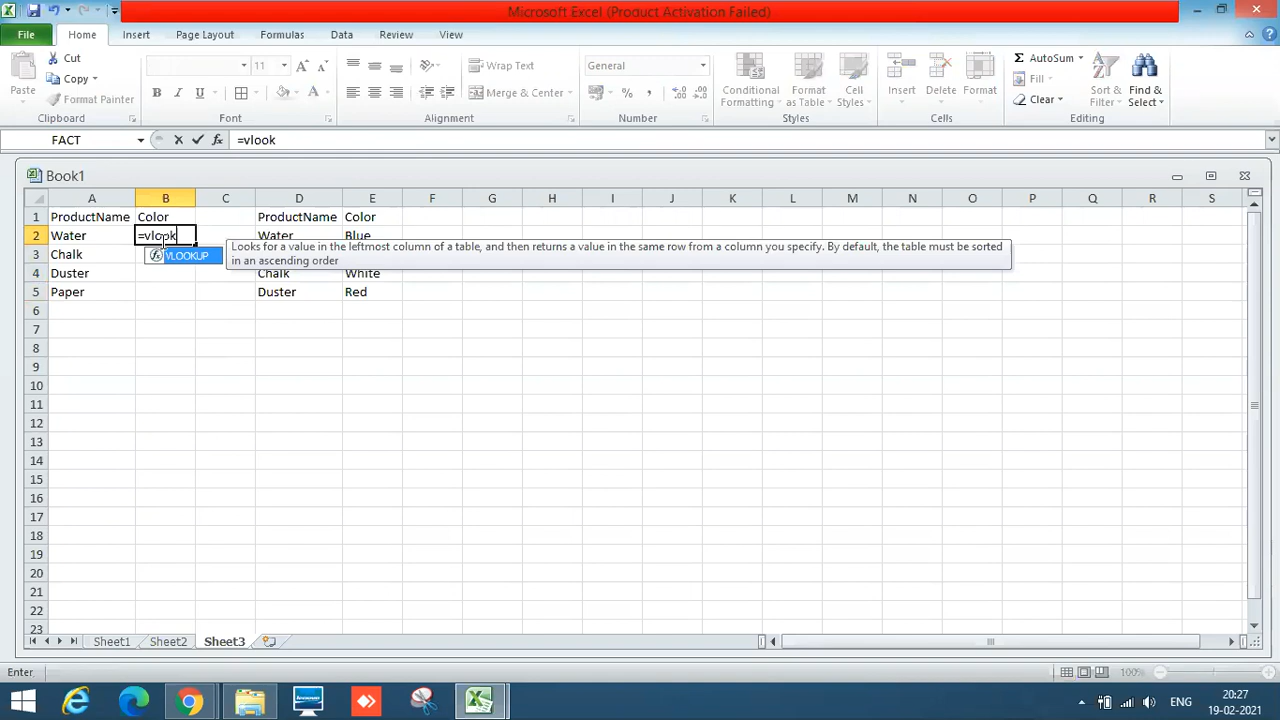 Microsoft Excel (Product Activation Failed)
File Home Insert Page Layout Formulas Data Review View
Cut
Copy
Format Painter
Paste
Clipboard
11
B I U A
Font
Wrap Text
Merge & Center
Alignment
General
% ,
Number
Conditional Formatting
Format as Table
Cell Styles
Styles
Insert Delete Format
Cells
Σ AutoSum
Fill
Clear
Sort & Filter
Find & Select
Editing
FACT fx =vlook
Book1
A B C D E F G H I J K L M N O P Q R S
1 ProductName Color ProductName Color
2 Water =vlook Water Blue
VLOOKUP
Looks for a value in the leftmost column of a table, and then returns a value in the same row from a column you specify. By default, the table must be sorted
in an ascending order
3 Chalk
4 Duster Chalk White
5 Paper Duster Red
6
7
8
9
10
11
12
13
14
15
16
17
18
19
20
21
22
23
Sheet1 Sheet2 Sheet3
Enter 100%
ENG 20:27
19-02-2021